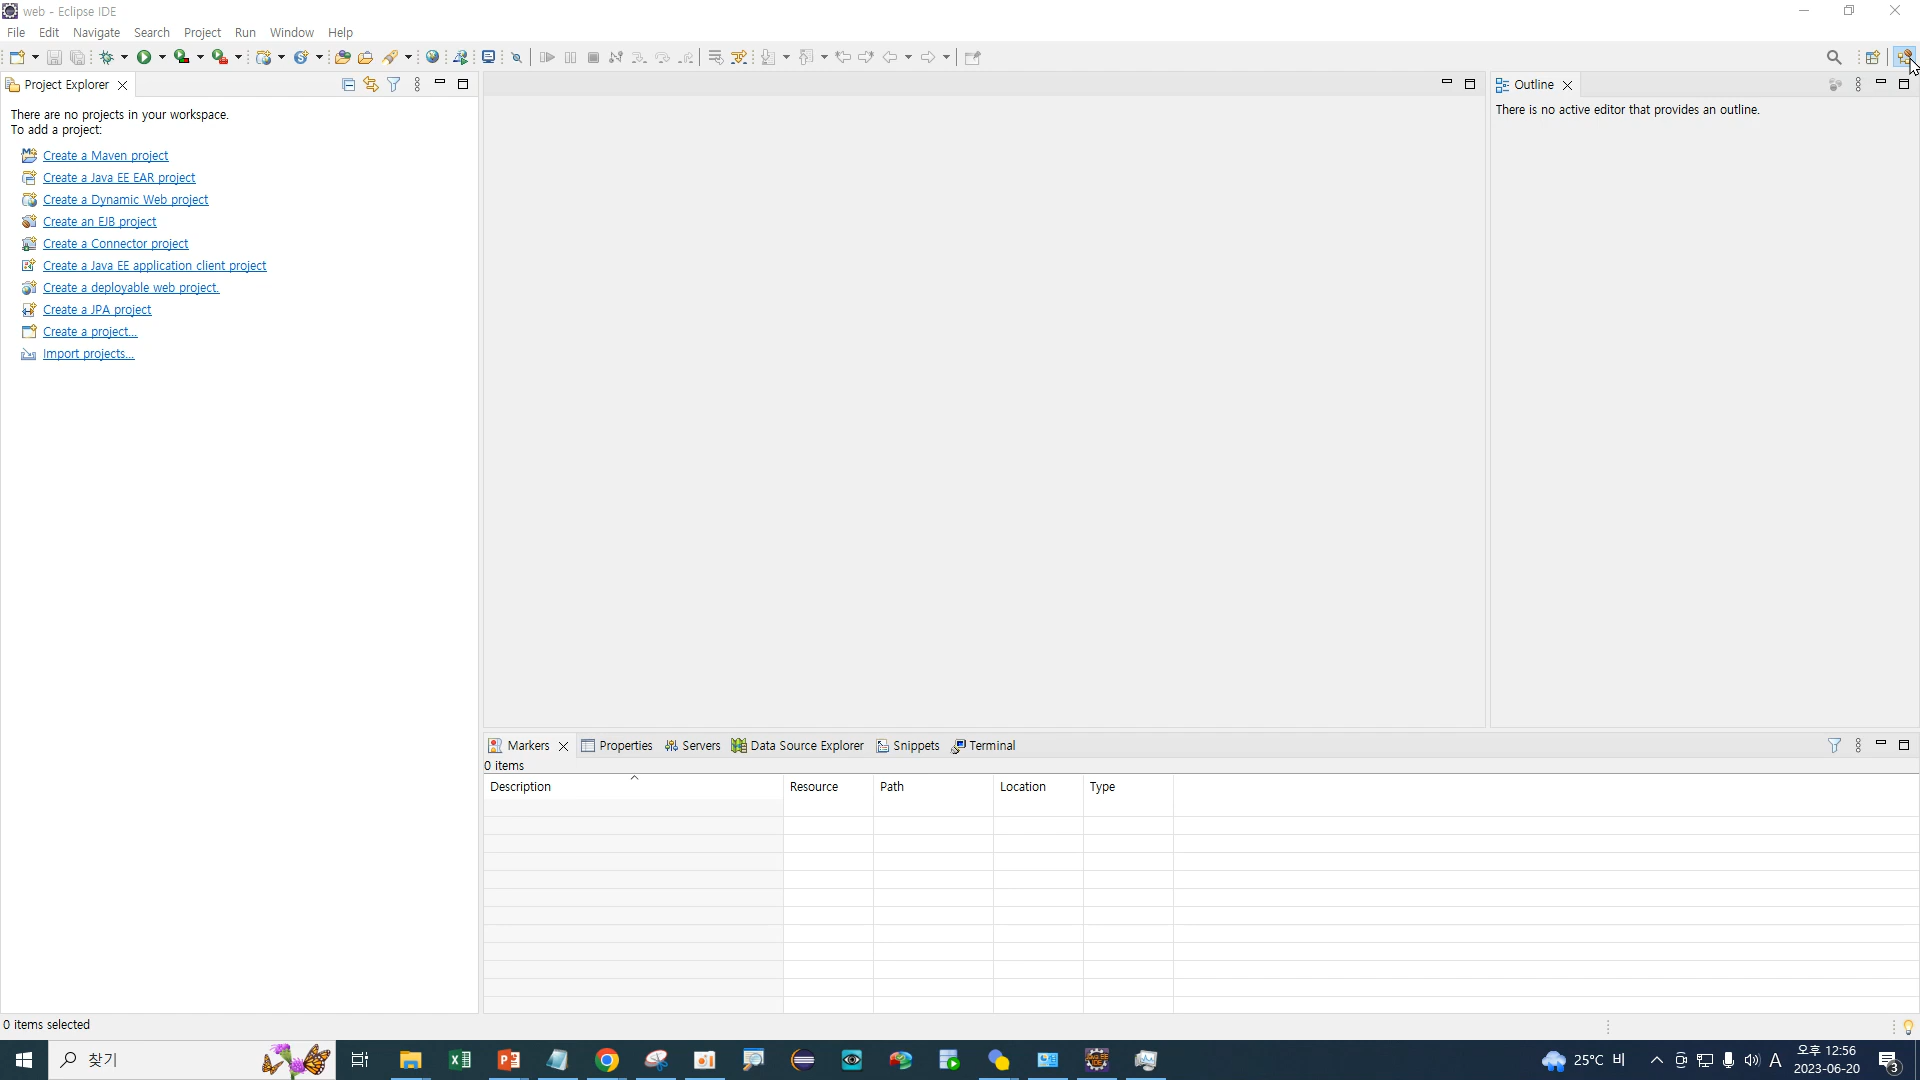 web - Eclipse IDE
File Edit Navigate Search Project Run Window Help
Project Explorer
There are no projects in your workspace.
To add a project:
Create a Maven project
Create a Java EE EAR project
Create a Dynamic Web project
Create an EJB project
Create a Connector project
Create a Java EE application client project
Create a deployable web project.
Create a JPA project
Create a project...
Import projects...
Outline
There is no active editor that provides an outline.
Markers Properties Servers Data Source Explorer Snippets Terminal
0 items
Description Resource Path Location Type
0 items selected
찾기
25°C 비
A
오후 12:56
2023-06-20
3